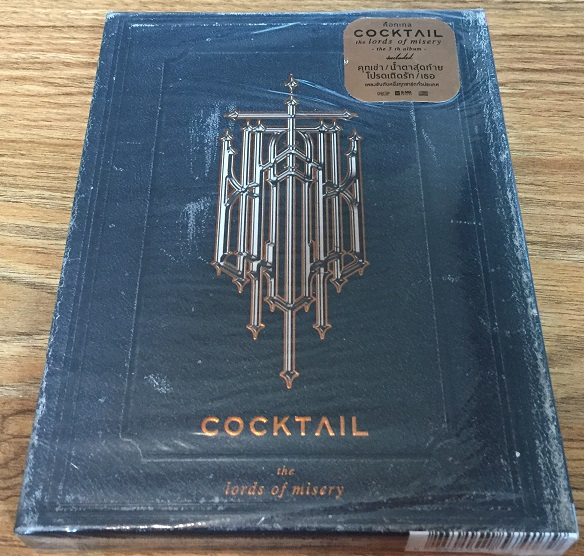 ค็อกเทล
COCKTAIL
the lords of misery
- the 5 th album -
included
คุกเข่า / น้ำตาสุดท้าย
โปรดเถิดรัก / เธอ
COCKTAIL
the
lords of misery